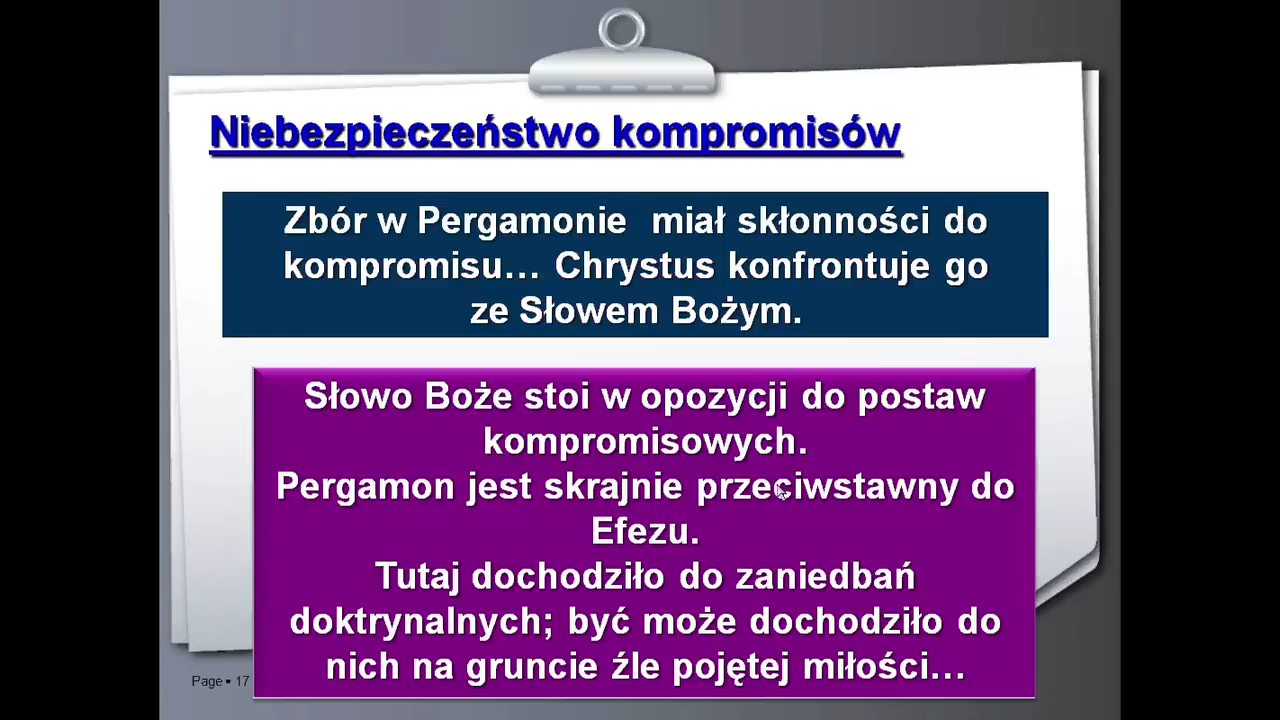 Niebezpieczeństwo kompromisów
Zbór w Pergamonie miał skłonności do
kompromisu... Chrystus konfrontuje go
ze Słowem Bożym.
Słowo Boże stoi w opozycji do postaw
kompromisowych.
Pergamon jest skrajnie przeciwstawny do
Efezu.
Tutaj dochodziło do zaniedbań
doktrynalnych; być może dochodziło do
nich na gruncie źle pojętej miłości...
Page ▪ 17